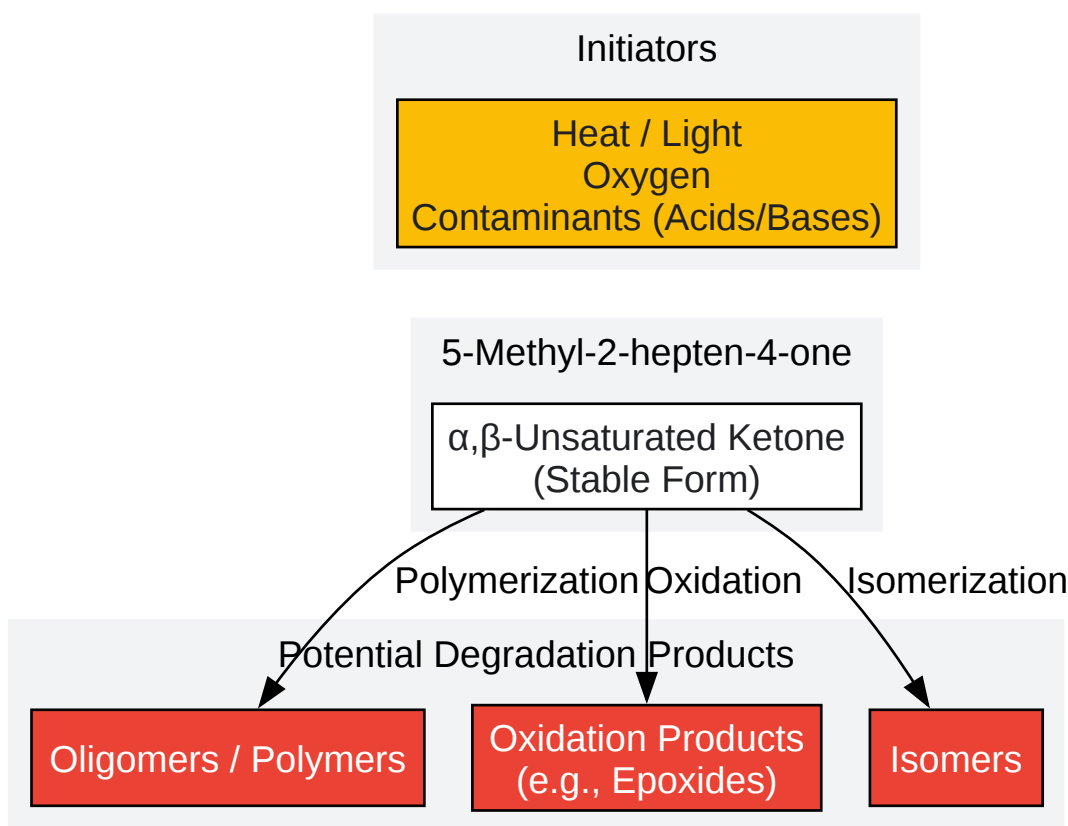 Initiators
Heat / Light
Oxygen
Contaminants (Acids/Bases)
5-Methyl-2-hepten-4-one
α,β-Unsaturated Ketone
(Stable Form)
Polymerization
Oxidation
Isomerization
Potential Degradation Products
Oligomers / Polymers
Oxidation Products
(e.g., Epoxides)
Isomers